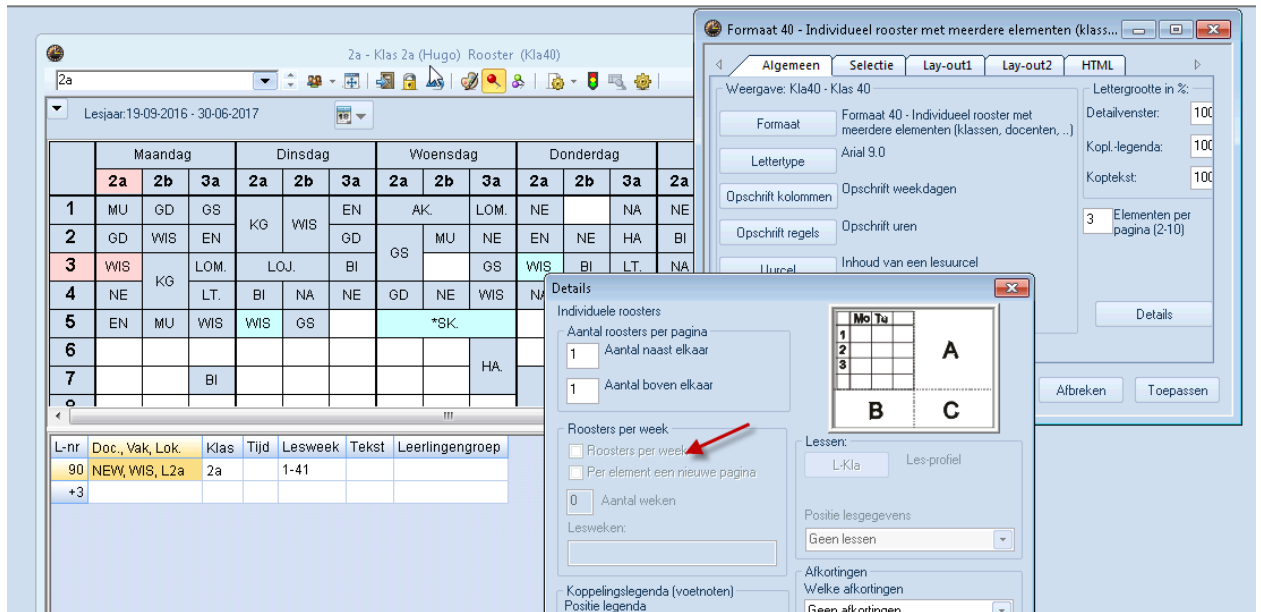 2a - Klas 2a (Hugo) Rooster (Kla40)
2a
Lesjaar:19-09-2016 - 30-06-2017
Maandag Dinsdag Woensdag Donderdag
2a 2b 3a 2a 2b 3a 2a 2b 3a 2a 2b 3a 2a
1 MU GD GS KG WIS EN AK. LOM. NE NA NE
2 GD WIS EN GD GS MU NE EN NE HA BI
3 WIS KG LOM. LOJ. BI GS WIS BI LT. NA
4 NE LT. BI NA NE GD NE WIS
5 EN MU WIS WIS GS *SK.
6 HA.
7 BI
L-nr Doc., Vak, Lok. Klas Tijd Lesweek Tekst Leerlingengroep
90 NEW, WIS, L2a 2a 1-41
+3
Formaat 40 - Individueel rooster met meerdere elementen (klass...
Algemeen Selectie Lay-out1 Lay-out2 HTML
Weergave: Kla40 - Klas 40
Formaat
Formaat 40 - Individueel rooster met
meerdere elementen (klassen, docenten, ..)
Lettertype Arial 9.0
Opschrift kolommen Opschrift weekdagen
Opschrift regels Opschrift uren
Uurcel Inhoud van een lesuurcel
Lettergrootte in %:
Detailvenster: 100
Kopl.-legenda: 100
Koptekst: 100
3 Elementen per
pagina (2-10)
Details
Afbreken Toepassen
Details
Individuele roosters
Aantal roosters per pagina
1 Aantal naast elkaar
1 Aantal boven elkaar
Mo Tu
1
2
3
A
B C
Roosters per week
Roosters per week
Per element een nieuwe pagina
0 Aantal weken
Lesweken:
Lessen:
L-Kla Les-profiel
Positie lesgegevens
Geen lessen
Koppelingslegenda (voetnoten)
Positie legenda
Afkortingen
Welke afkortingen
Geen afkortingen